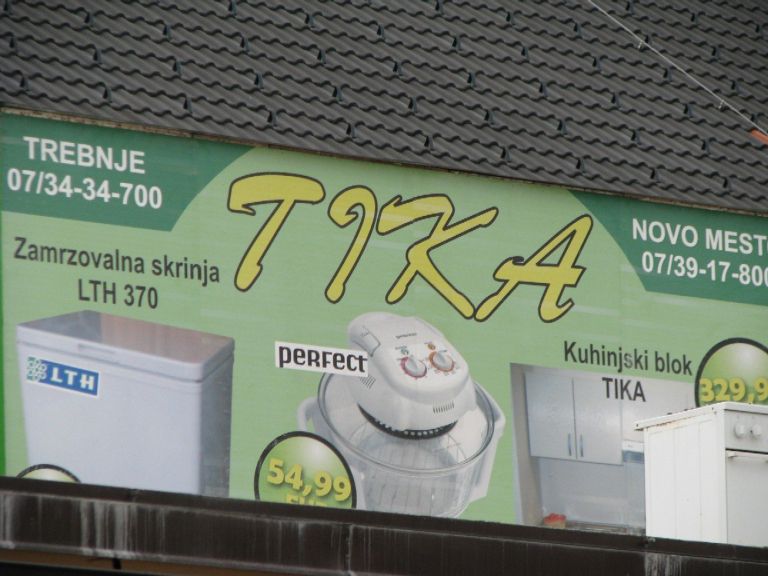 TREBNJE
07/34-34-700
TIKA
NOVO MESTO
07/39-17-800
Zamrzovalna skrinja
LTH 370
LTH
PERFECT
54,99
EUR
Kuhinjski blok
TIKA
329,9